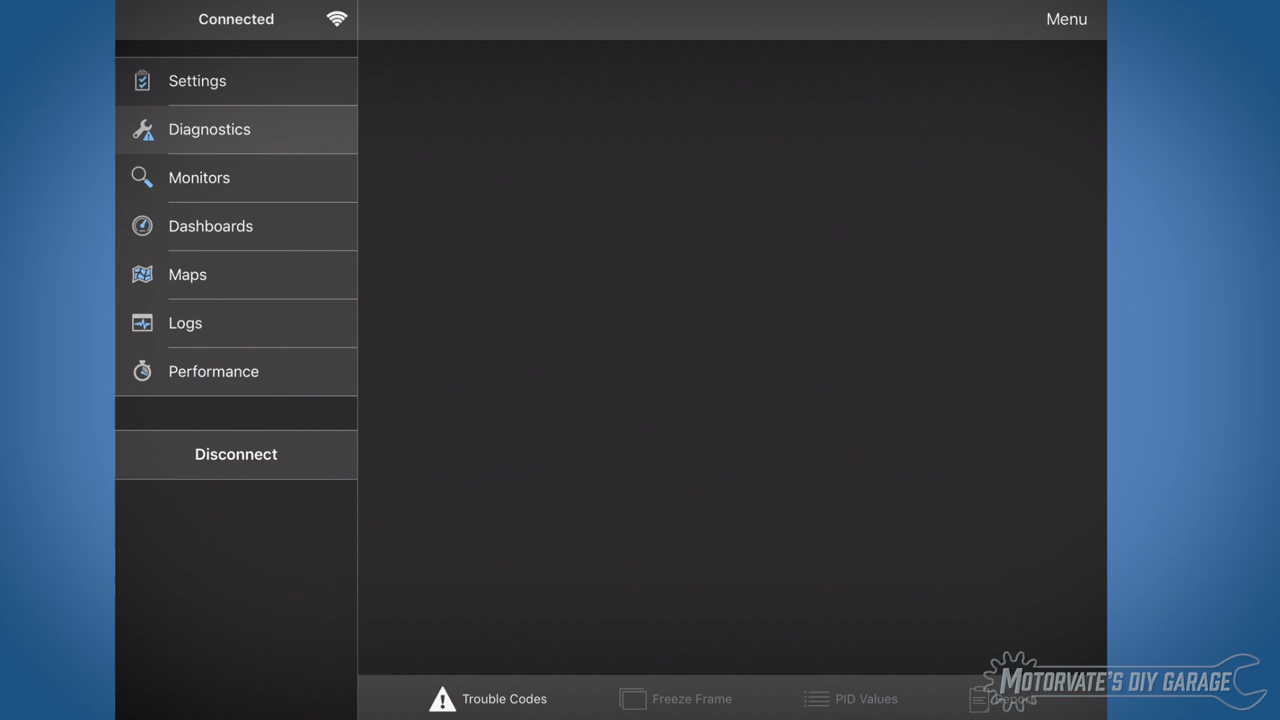 Connected
Menu
Settings
Diagnostics
Monitors
Dashboards
Maps
Logs
Performance
Disconnect
Trouble Codes
Freeze Frame
PID Values
MOTORVATE'S DIY GARAGE